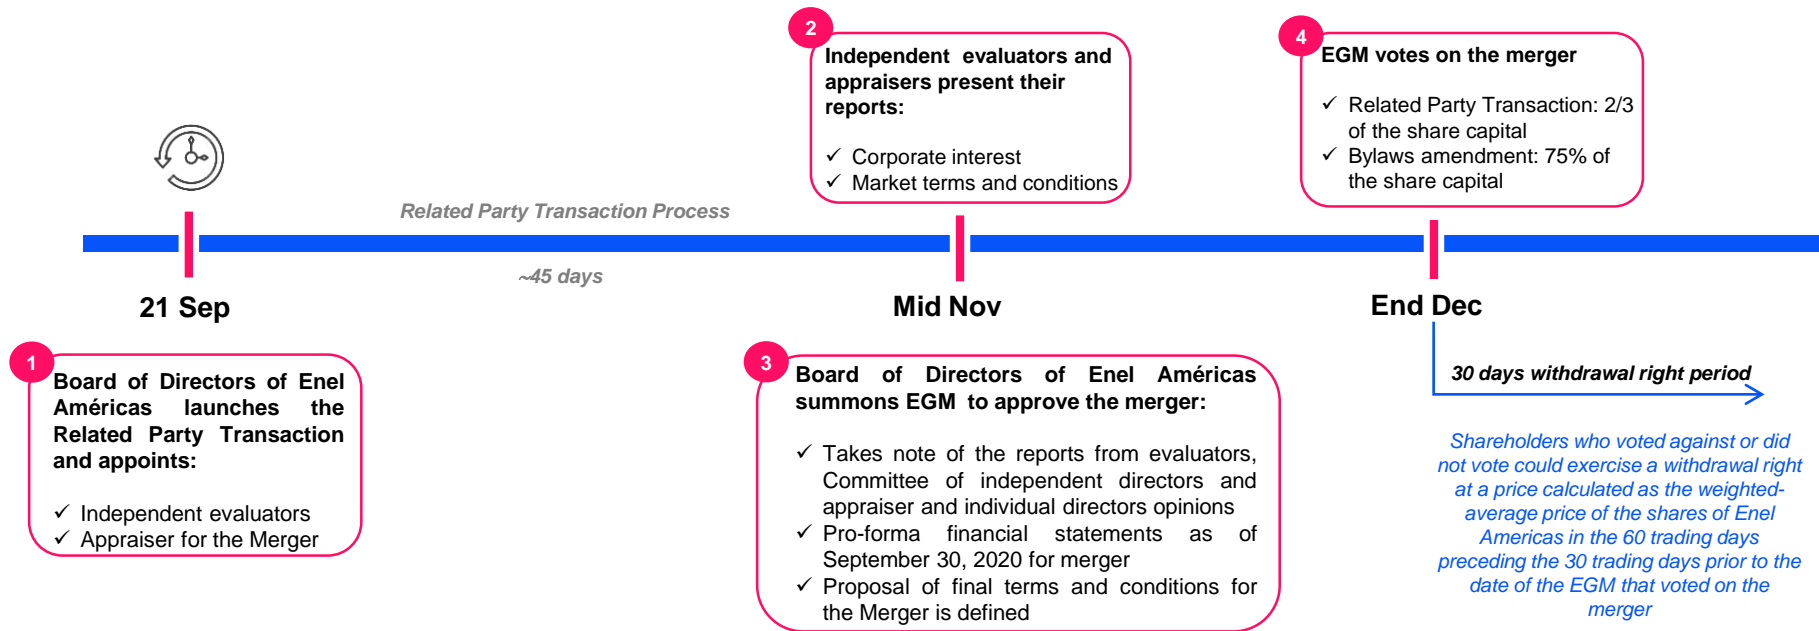 1
Board of Directors of Enel
Américas launches the
Related Party Transaction
and appoints:
✓ Independent evaluators
✓ Appraiser for the Merger
21 Sep
Related Party Transaction Process
~45 days
2
Independent evaluators and
appraisers present their
reports:
✓ Corporate interest
✓ Market terms and conditions
Mid Nov
3
Board of Directors of Enel Américas
summons EGM to approve the merger:
✓ Takes note of the reports from evaluators,
Committee of independent directors and
appraiser and individual directors opinions
✓ Pro-forma financial statements as of
September 30, 2020 for merger
✓ Proposal of final terms and conditions for
the Merger is defined
4
EGM votes on the merger
✓ Related Party Transaction: 2/3
of the share capital
✓ Bylaws amendment: 75% of
the share capital
End Dec
30 days withdrawal right period
Shareholders who voted against or did
not vote could exercise a withdrawal right
at a price calculated as the weighted-
average price of the shares of Enel
Americas in the 60 trading days
preceding the 30 trading days prior to the
date of the EGM that voted on the
merger